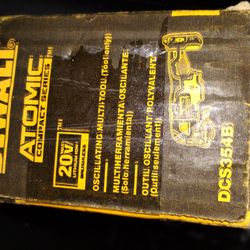 DEWALT
ATOMIC
COMPACT SERIES
20V
MAX
OSCILLATING MULTI-TOOL (Tool only)
MULTIHERRAMIENTA OSCILANTE
(Solo herramienta)
OUTIL OSCILLANT POLYVALENT
(Outil seulement)
DCS354B